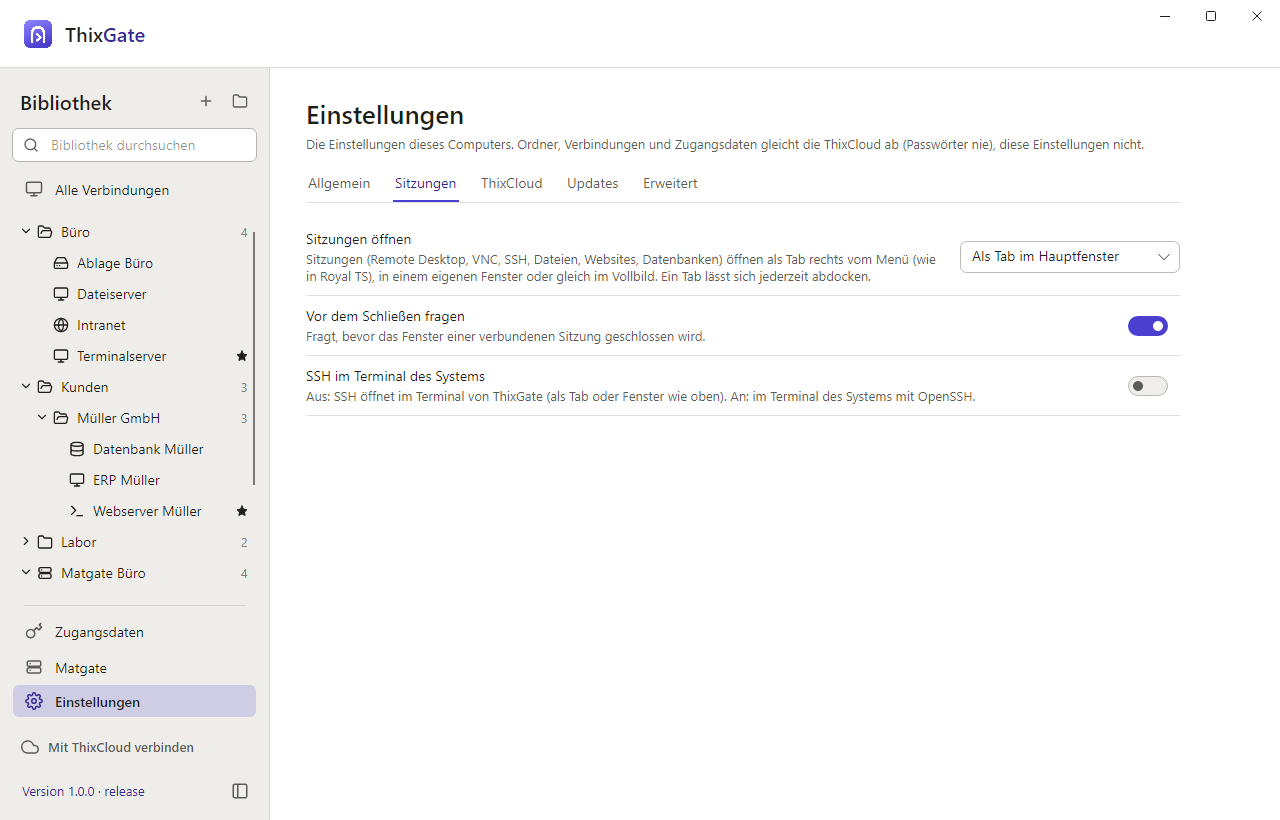 ThixGate
Bibliothek
Bibliothek durchsuchen
Alle Verbindungen
Büro 4
Ablage Büro
Dateiserver
Intranet
Terminalserver
Kunden 3
Müller GmbH 3
Datenbank Müller
ERP Müller
Webserver Müller
Labor 2
Matgate Büro 4
Zugangsdaten
Matgate
Einstellungen
Mit ThixCloud verbinden
Version 1.0.0 · release
Einstellungen
Die Einstellungen dieses Computers. Ordner, Verbindungen und Zugangsdaten gleicht die ThixCloud ab (Passwörter nie), diese Einstellungen nicht.
Allgemein Sitzungen ThixCloud Updates Erweitert
Sitzungen öffnen
Sitzungen (Remote Desktop, VNC, SSH, Dateien, Websites, Datenbanken) öffnen als Tab rechts vom Menü (wie
in Royal TS), in einem eigenen Fenster oder gleich im Vollbild. Ein Tab lässt sich jederzeit abdocken.
Als Tab im Hauptfenster
Vor dem Schließen fragen
Fragt, bevor das Fenster einer verbundenen Sitzung geschlossen wird.
SSH im Terminal des Systems
Aus: SSH öffnet im Terminal von ThixGate (als Tab oder Fenster wie oben). An: im Terminal des Systems mit OpenSSH.